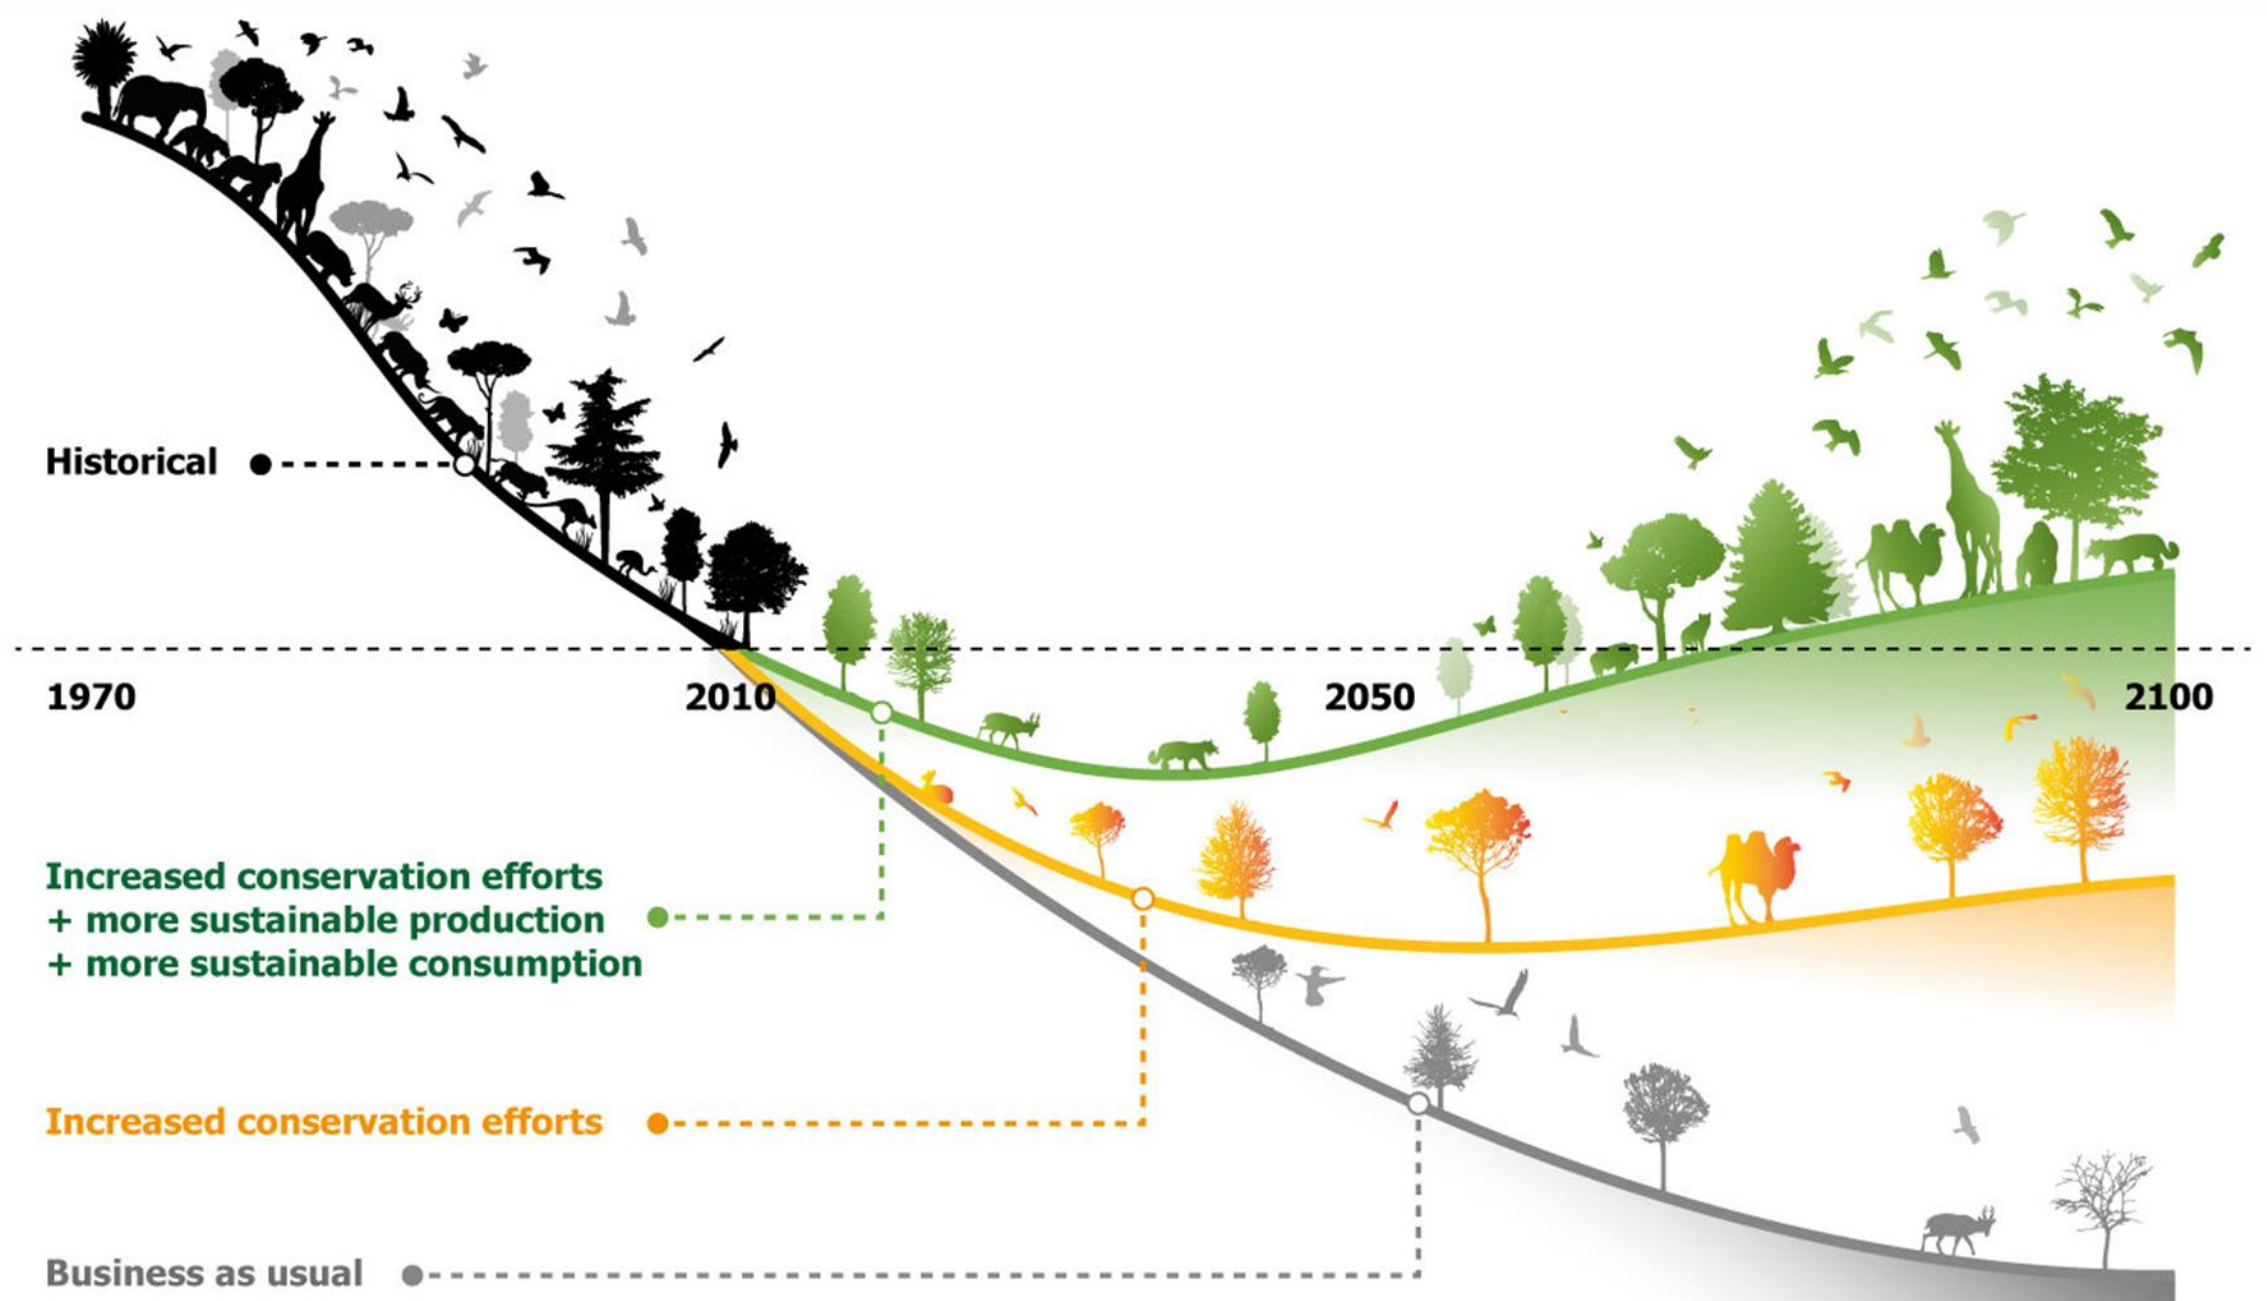 Historical
1970
2010
2050
2100
Increased conservation efforts
+ more sustainable production
+ more sustainable consumption
Increased conservation efforts
Business as usual